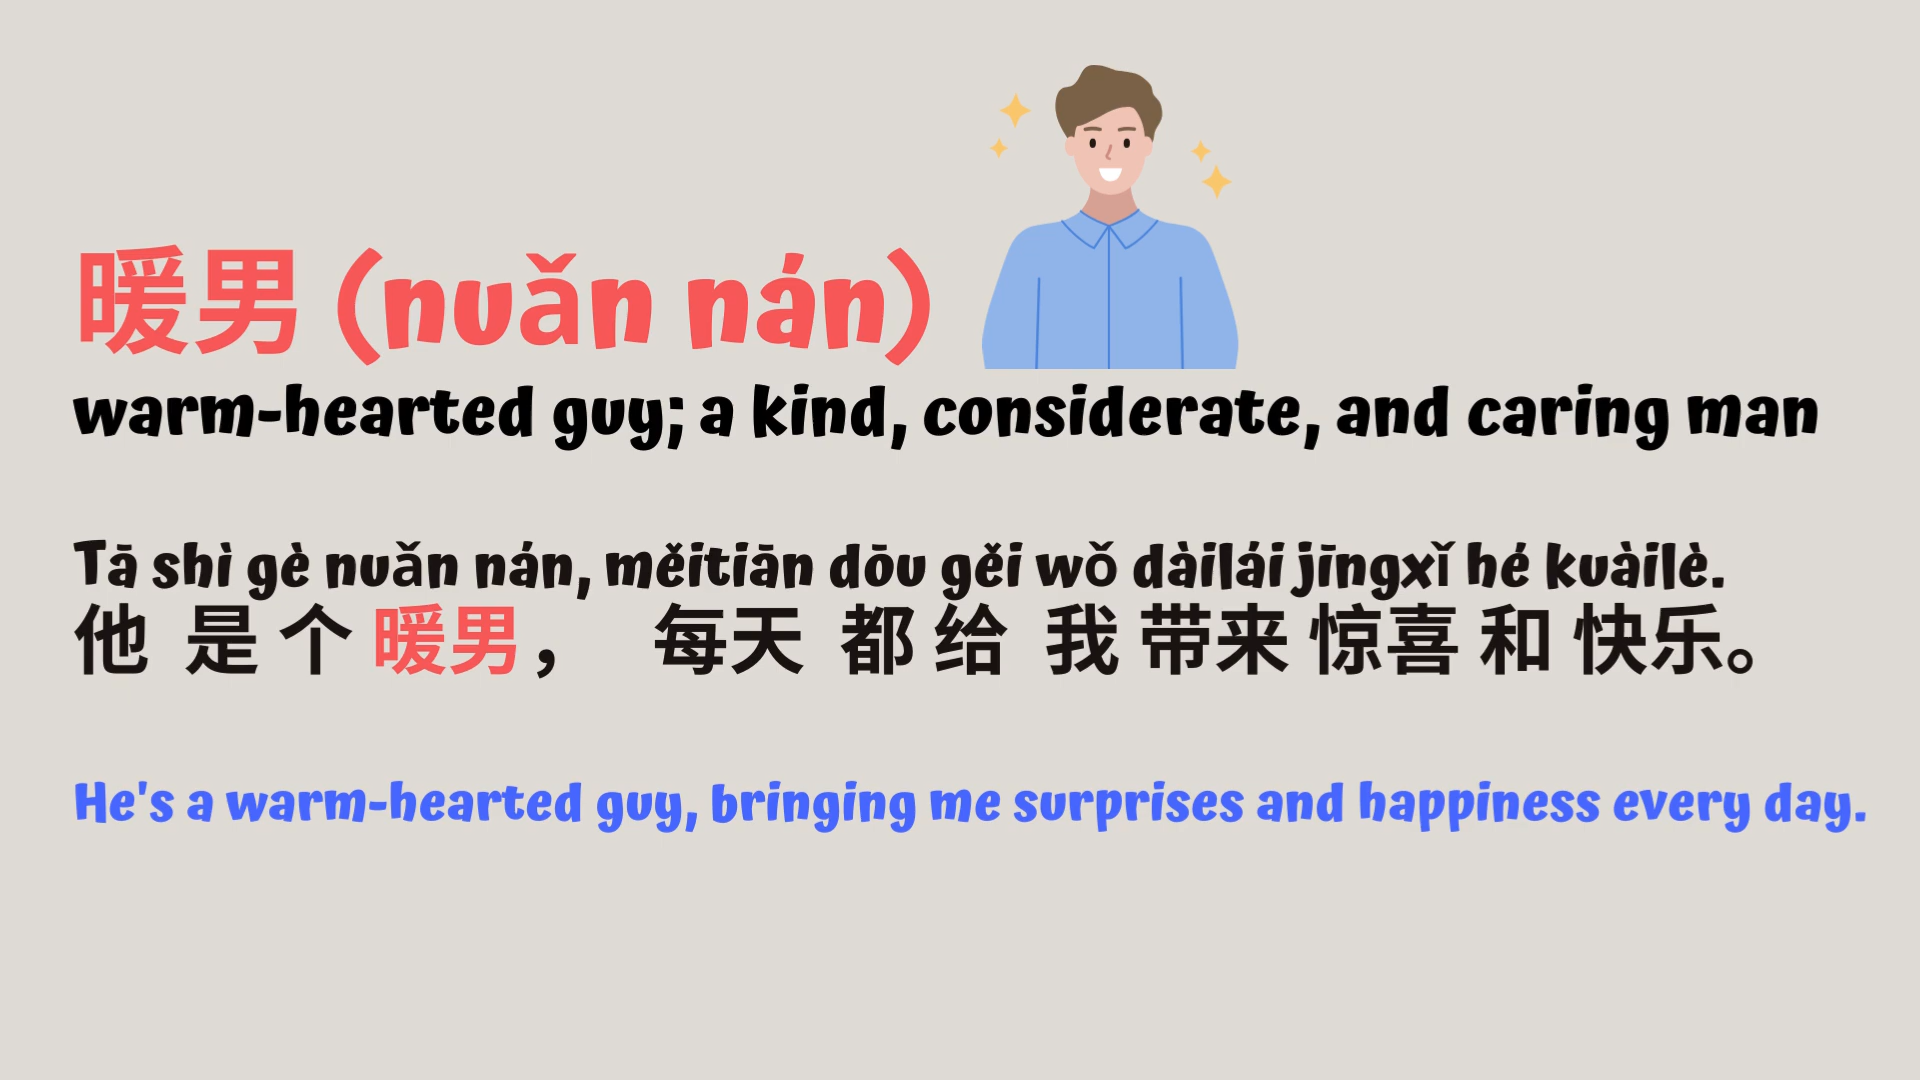 暖男 (nuǎn nán)
warm-hearted guy; a kind, considerate, and caring man
Tā shì gè nuǎn nán, měitiān dōu gěi wǒ dàilái jīngxǐ hé kuàilè.
他 是 个 暖男， 每天 都 给 我 带来 惊喜 和 快乐。
He's a warm-hearted guy, bringing me surprises and happiness every day.